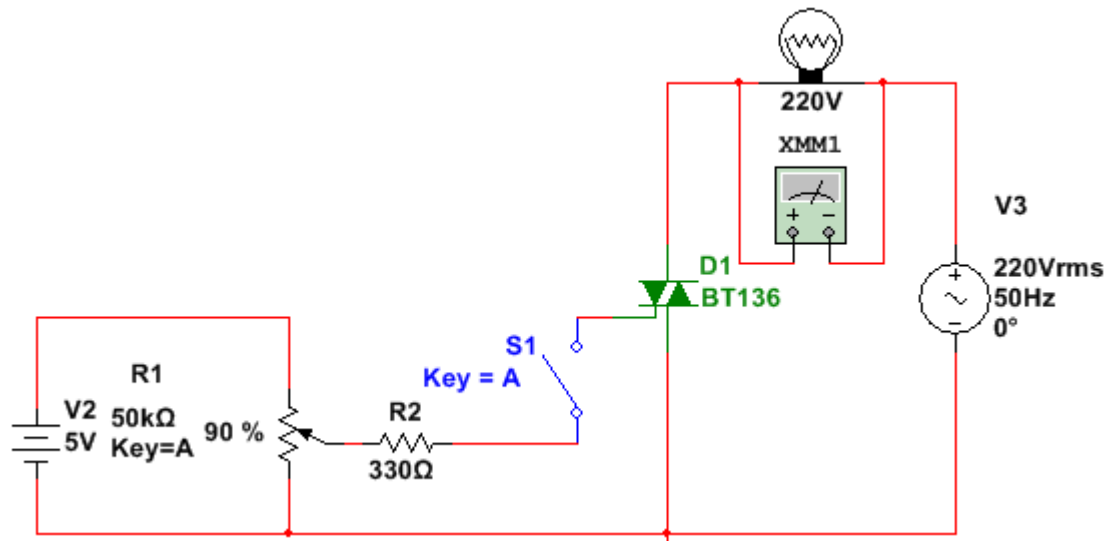 220V
XMM1
V3
220Vrms
50Hz
0°
D1
BT136
S1
Key = A
R1
50kΩ
Key=A
90 %
V2
5V
R2
330Ω